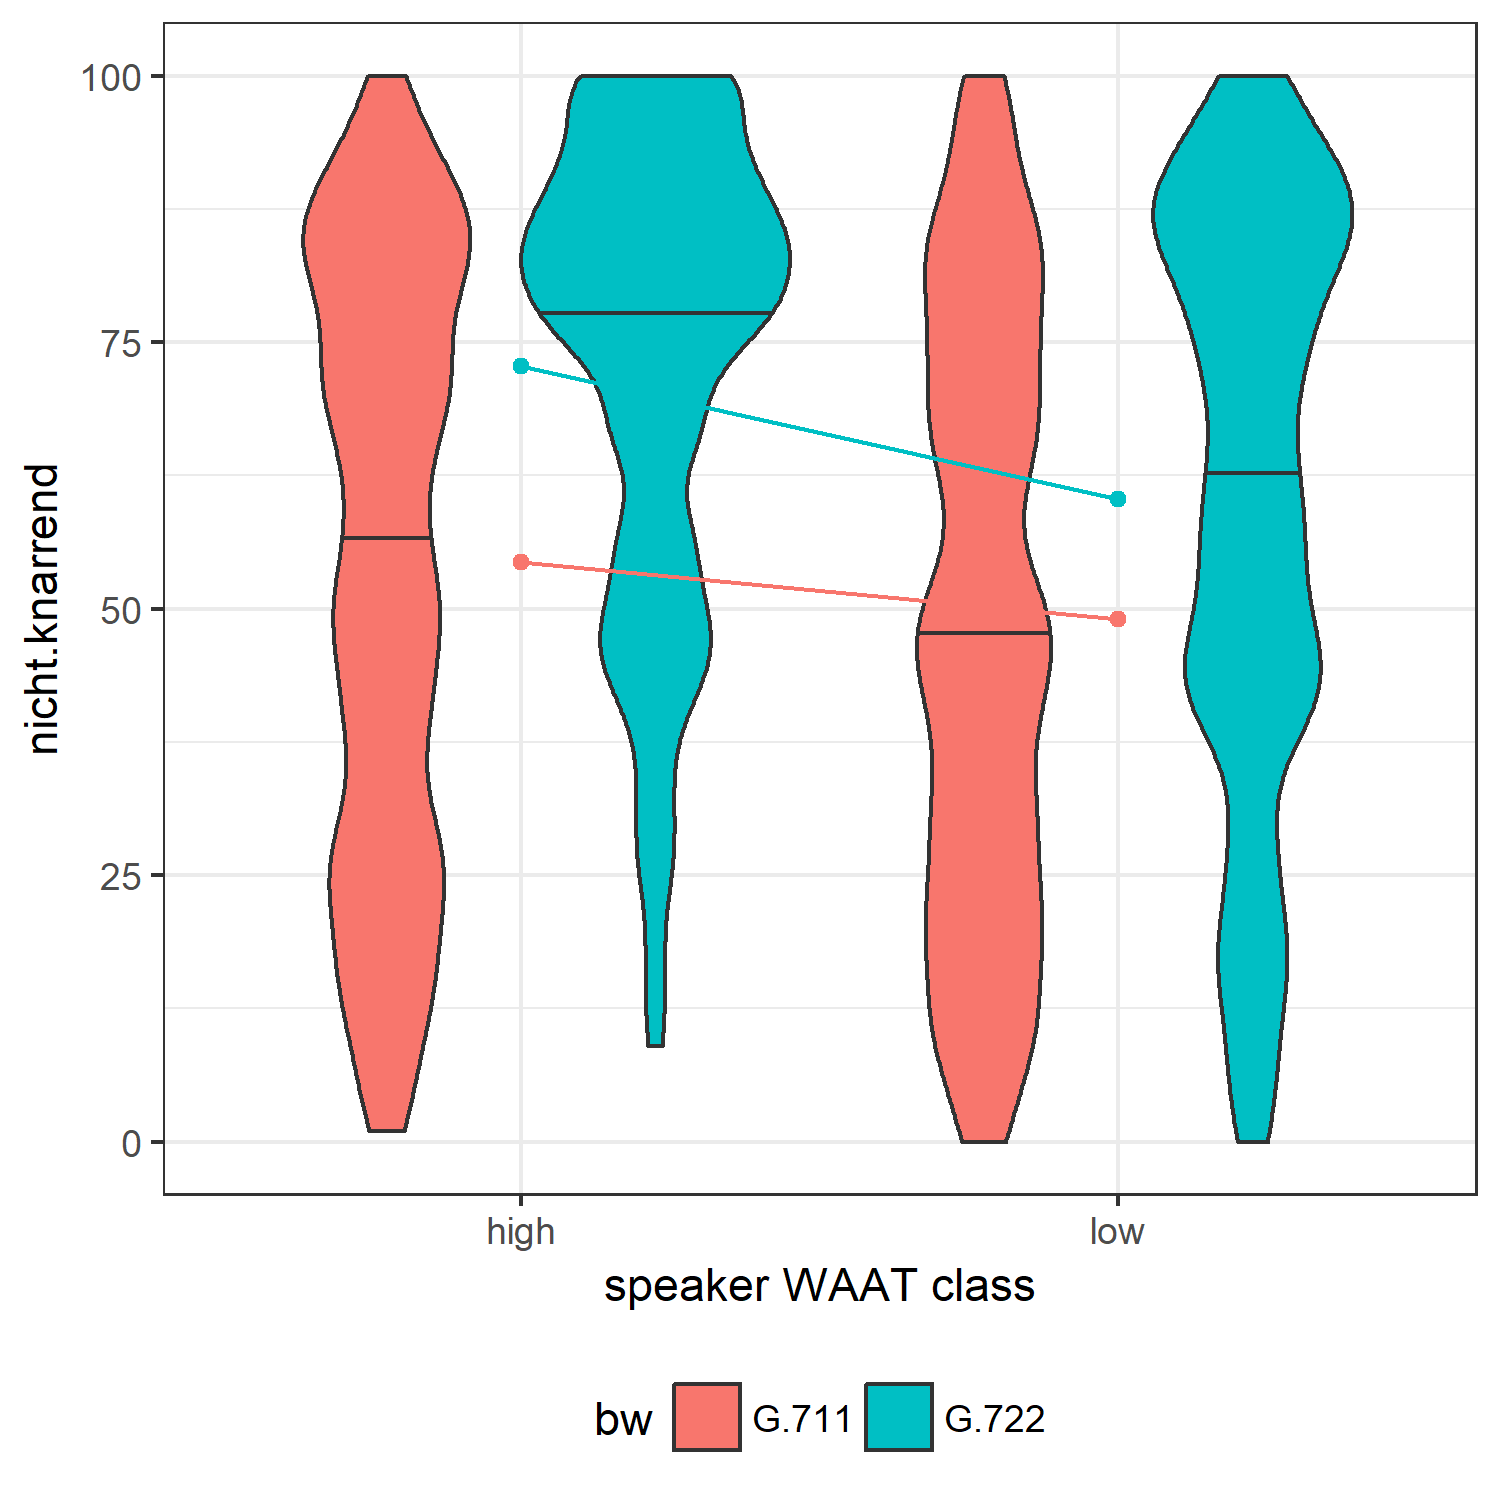 nicht.knarrend
100
75
50
25
0
high low
speaker WAAT class
bw G.711 G.722